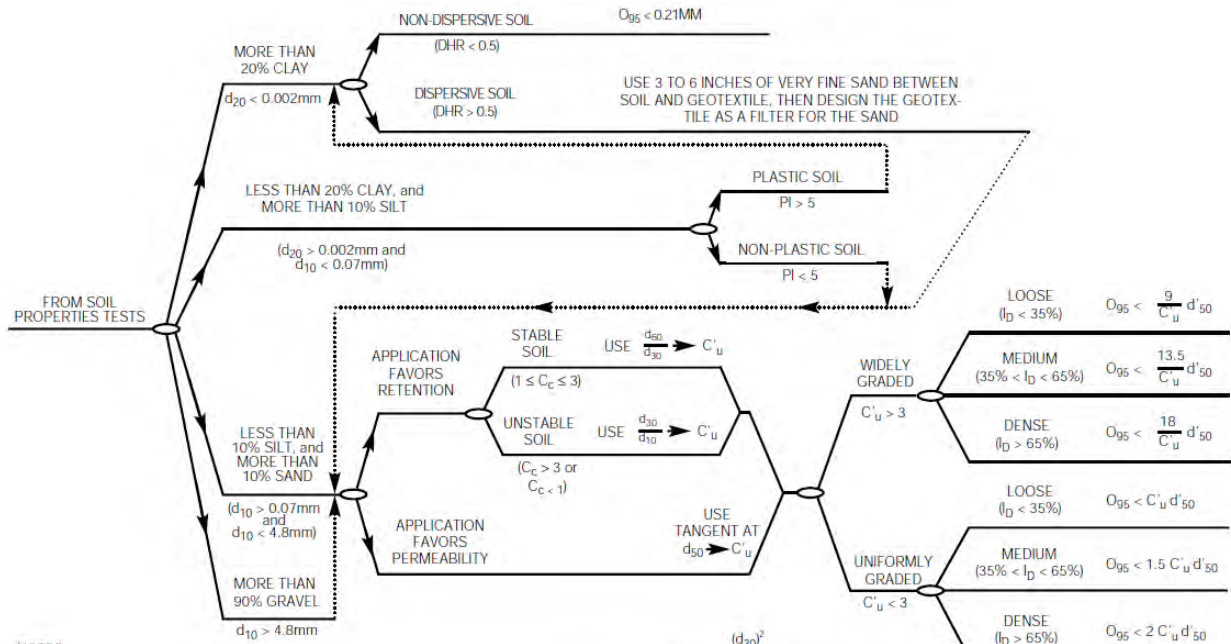 NON-DISPERSIVE SOIL
(DHR < 0.5)
O95 < 0.21MM
MORE THAN
20% CLAY
d20 < 0.002mm
DISPERSIVE SOIL
(DHR > 0.5)
USE 3 TO 6 INCHES OF VERY FINE SAND BETWEEN
SOIL AND GEOTEXTILE, THEN DESIGN THE GEOTEX-
TILE AS A FILTER FOR THE SAND
LESS THAN 20% CLAY, and
MORE THAN 10% SILT
(d20 > 0.002mm and
d10 < 0.07mm)
PLASTIC SOIL
PI > 5
NON-PLASTIC SOIL
PI < 5
FROM SOIL
PROPERTIES TESTS
LESS THAN
10% SILT, and
MORE THAN
10% SAND
(d10 > 0.07mm
and
d10 < 4.8mm)
MORE THAN
90% GRAVEL
d10 > 4.8mm
APPLICATION
FAVORS
RETENTION
STABLE
SOIL
(1 ≤ Cc ≤ 3)
USE d60/d30 → C'u
UNSTABLE
SOIL
(Cc > 3 or
Cc < 1)
USE d30/d10 → C'u
APPLICATION
FAVORS
PERMEABILITY
USE
TANGENT AT
d50 → C'u
WIDELY
GRADED
C'u > 3
LOOSE
(ID < 35%)
O95 < 9/C'u d'50
MEDIUM
(35% < ID < 65%)
O95 < 13.5/C'u d'50
DENSE
(ID > 65%)
O95 < 18/C'u d'50
UNIFORMLY
GRADED
C'u < 3
LOOSE
(ID < 35%)
O95 < C'u d'50
MEDIUM
(35% < ID < 65%)
O95 < 1.5 C'u d'50
DENSE
(ID > 65%)
O95 < 2 C'u d'50
(d30)²